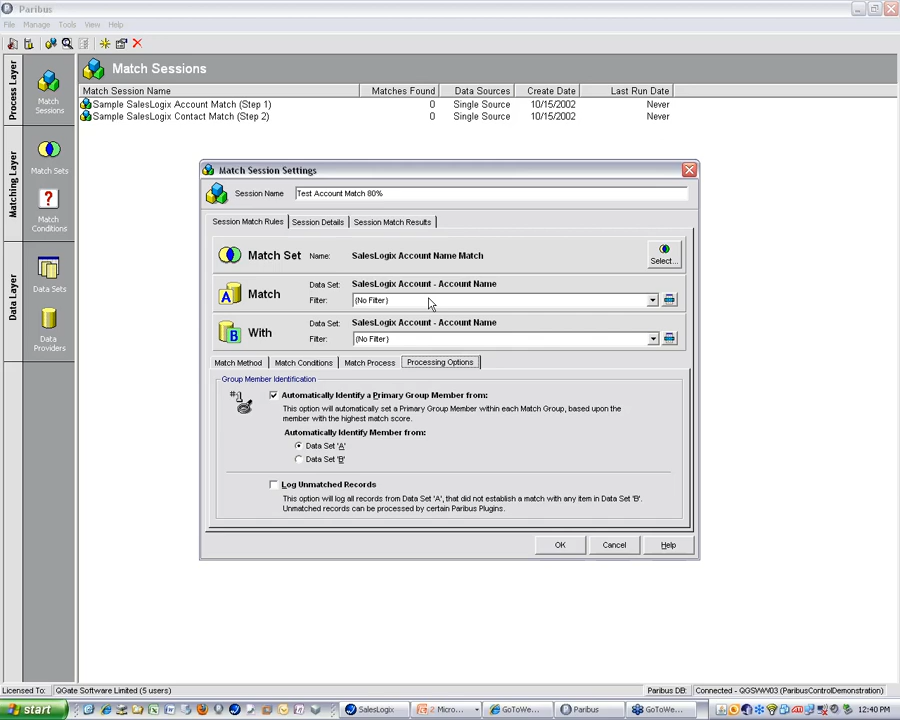 Paribus
File Manage Tools View Help
Process Layer
Matching Layer
Data Layer
Match Sessions
Match Sets
Match Conditions
Data Sets
Data Providers
Match Sessions
Match Session Name Matches Found Data Sources Create Date Last Run Date
Sample SalesLogix Account Match (Step 1) 0 Single Source 10/15/2002 Never
Sample SalesLogix Contact Match (Step 2) 0 Single Source 10/15/2002 Never
Match Session Settings
Session Name Test Account Match 80%
Session Match Rules Session Details Session Match Results
Match Set Name: SalesLogix Account Name Match Select...
A Match Data Set: SalesLogix Account - Account Name
Filter: (No Filter)
B With Data Set: SalesLogix Account - Account Name
Filter: (No Filter)
Match Method Match Conditions Match Process Processing Options
Group Member Identification
#1
Automatically Identify a Primary Group Member from:
This option will automatically set a Primary Group Member within each Match Group, based upon the
member with the highest match score.
Automatically Identify Member from:
Data Set 'A'
Data Set 'B'
Log Unmatched Records
This option will log all records from Data Set 'A', that did not establish a match with any item in Data Set 'B'.
Unmatched records can be processed by certain Paribus Plugins.
OK Cancel Help
Licensed To: QGate Software Limited (5 users) Paribus DB: Connected - QGSVW03 (ParibusControlDemonstration)
start SalesLogix 2 Micro... GoToWe... Paribus GoToWe... 12:40 PM